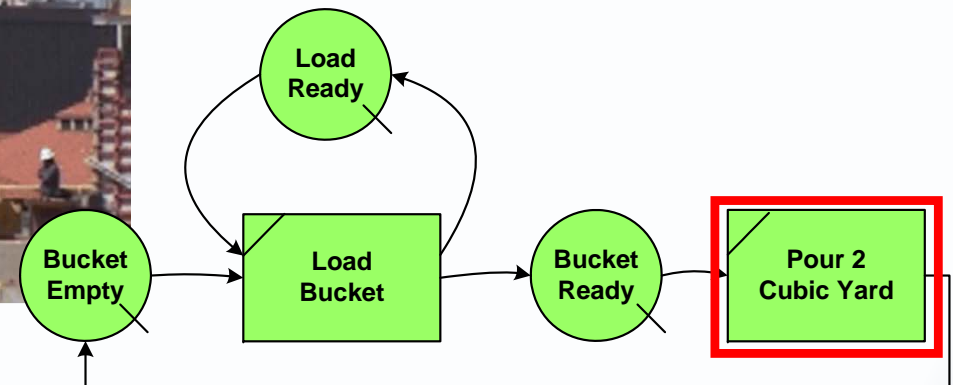 Load
Ready
Bucket
Empty
Load
Bucket
Bucket
Ready
Pour 2
Cubic Yard